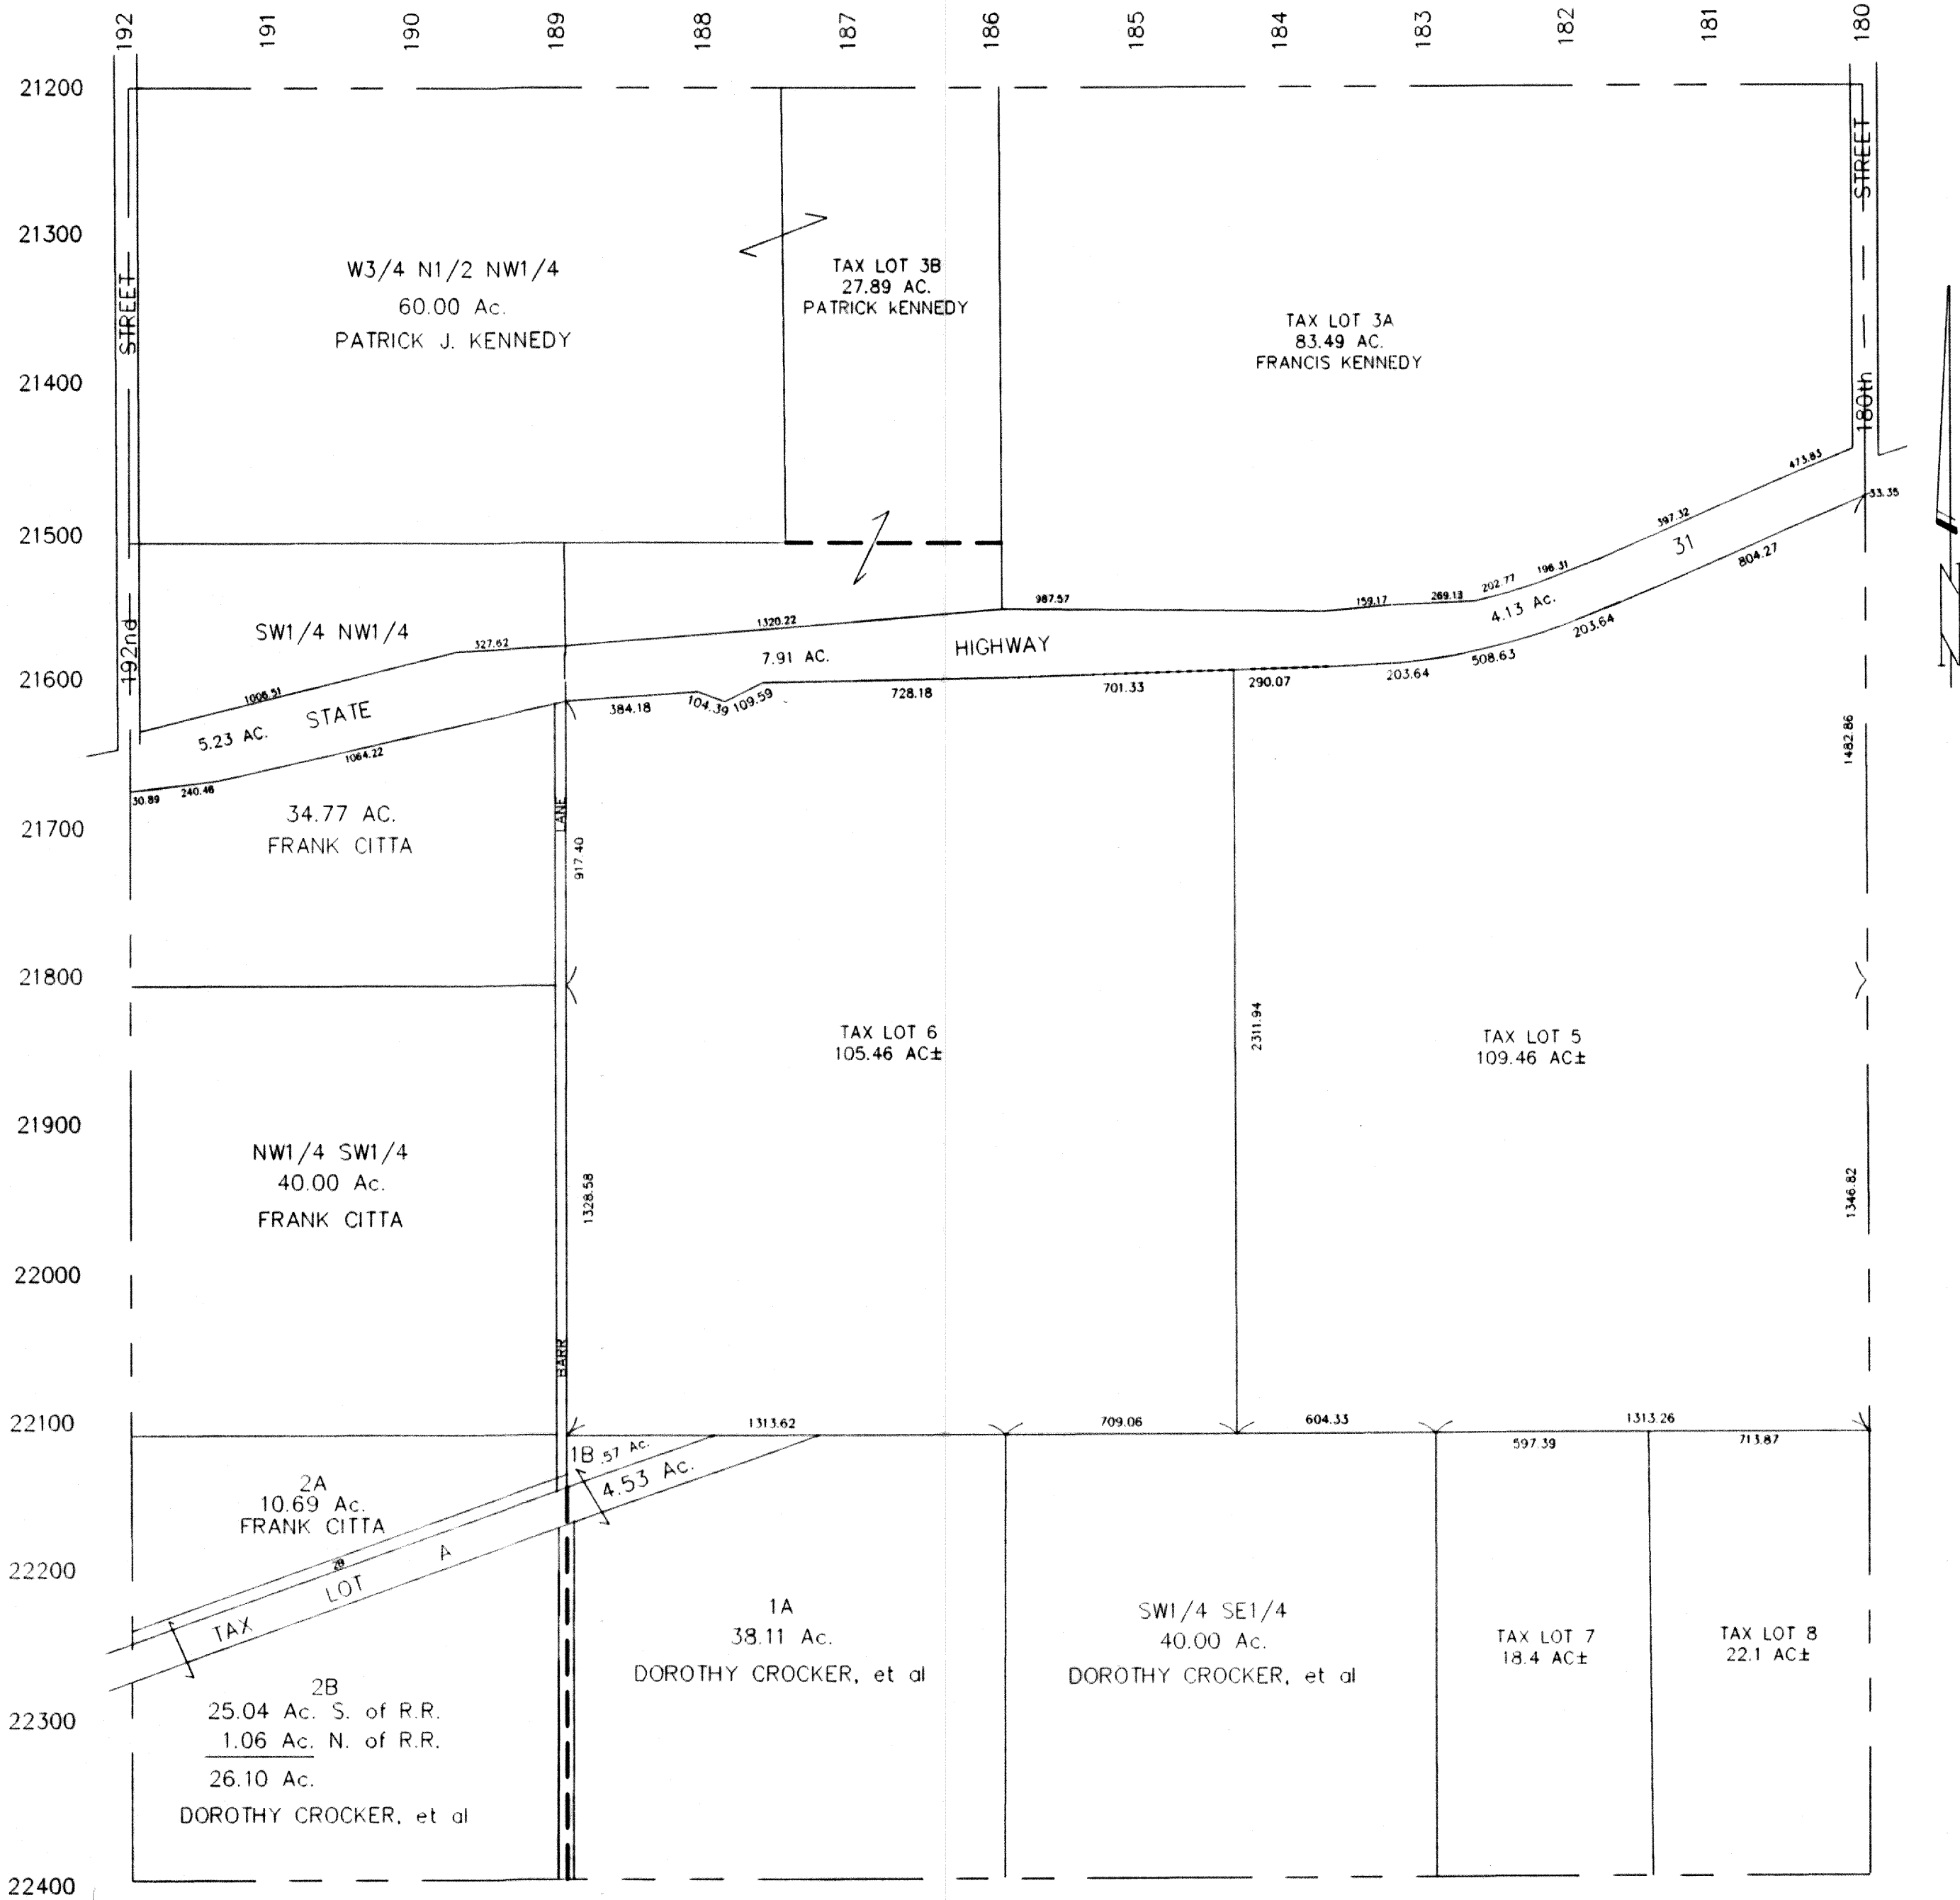 192 191 190 189 188 187 186 185 184 183 182 181 180
21200
21300
21400
21500
21600
21700
21800
21900
22000
22100
22200
22300
22400
STREET
192nd
STREET
180th
W3/4 N1/2 NW1/4
60.00 Ac.
PATRICK J. KENNEDY
TAX LOT 3B
27.89 AC.
PATRICK KENNEDY
TAX LOT 3A
83.49 AC.
FRANCIS KENNEDY
473.83
33.35
397.32
31
804.27
196.31
202.77
269.13
159.17
987.57
1320.22
327.62
1006.51
4.13 Ac.
203.64
508.63
203.64
290.07
701.33
728.18
109.59
104.39
384.18
HIGHWAY
7.91 AC.
STATE
5.23 AC.
1064.22
240.46
30.89
SW1/4 NW1/4
34.77 AC.
FRANK CITTA
LANE
917.40
1482.86
TAX LOT 6
105.46 AC±
2311.94
TAX LOT 5
109.46 AC±
NW1/4 SW1/4
40.00 Ac.
FRANK CITTA
1328.58
1346.82
BARR
1313.62
709.06
604.33
1313.26
597.39
713.87
1B .57 Ac.
4.53 Ac.
2A
10.69 Ac.
FRANK CITTA
2B
TAX LOT A
2B
25.04 Ac. S. of R.R.
1.06 Ac. N. of R.R.
26.10 Ac.
DOROTHY CROCKER, et al
1A
38.11 Ac.
DOROTHY CROCKER, et al
SW1/4 SE1/4
40.00 Ac.
DOROTHY CROCKER, et al
TAX LOT 7
18.4 AC±
TAX LOT 8
22.1 AC±
N